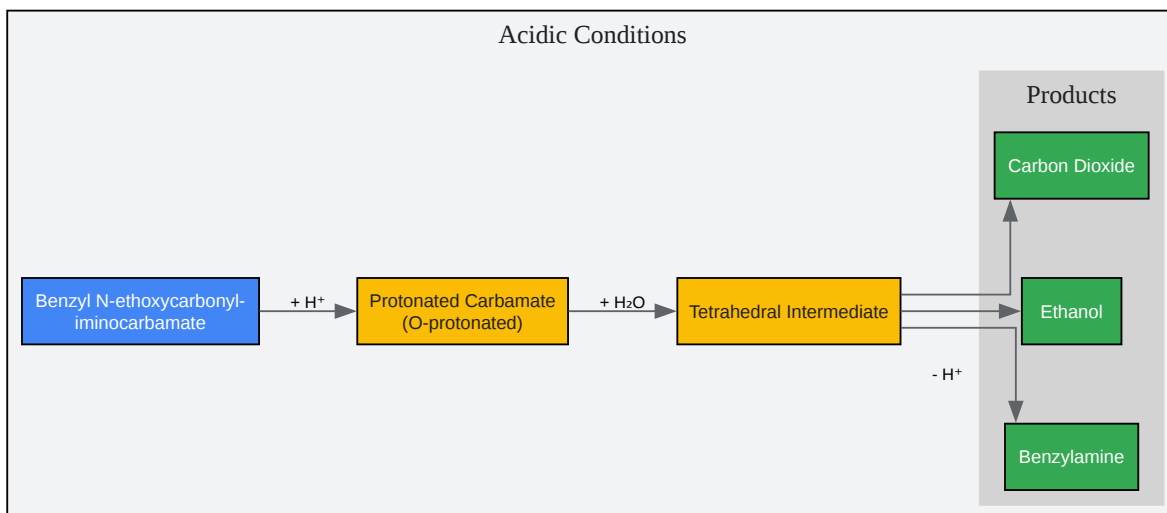 Acidic Conditions
Products
Carbon Dioxide
Benzyl N-ethoxycarbonyl-
iminocarbamate
+ H⁺
Protonated Carbamate
(O-protonated)
+ H₂O
Tetrahedral Intermediate
Ethanol
- H⁺
Benzylamine